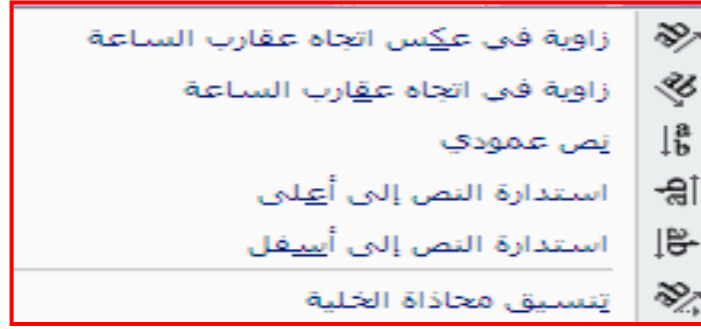 زاوية في عكس اتجاه عقارب الساعة
زاوية في اتجاه عقارب الساعة
نص عمودي
استدارة النص إلى أعلى
استدارة النص إلى أسفل
تنسيق محاذاة الخلية